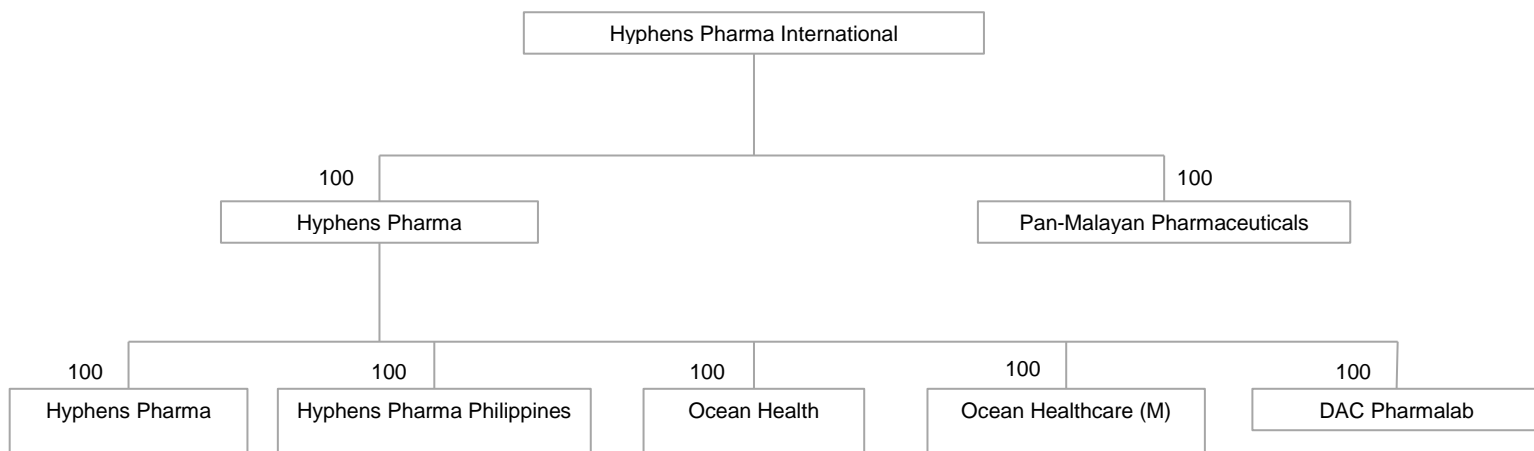 Hyphens Pharma International
100
100
Hyphens Pharma
Pan-Malayan Pharmaceuticals
100
100
100
100
100
Hyphens Pharma
Hyphens Pharma Philippines
Ocean Health
Ocean Healthcare (M)
DAC Pharmalab